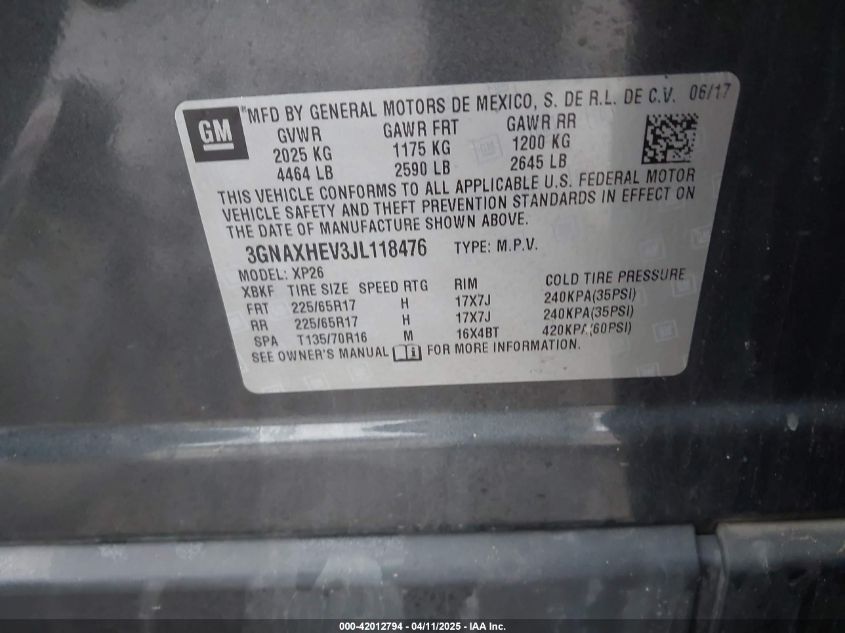 GM
MFD BY GENERAL MOTORS DE MEXICO, S. DE R.L. DE C.V. 06/17
GVWR GAWR FRT GAWR RR
2025 KG 1175 KG 1200 KG
4464 LB 2590 LB 2645 LB
THIS VEHICLE CONFORMS TO ALL APPLICABLE U.S. FEDERAL MOTOR
VEHICLE SAFETY AND THEFT PREVENTION STANDARDS IN EFFECT ON
THE DATE OF MANUFACTURE SHOWN ABOVE.
3GNAXHEV3JL118476 TYPE: M.P.V.
MODEL: XP26
XBKF TIRE SIZE SPEED RTG RIM COLD TIRE PRESSURE
FRT 225/65R17 H 17X7J 240KPA(35PSI)
RR 225/65R17 H 17X7J 240KPA(35PSI)
SPA T135/70R16 M 16X4BT 420KPA(60PSI)
SEE OWNER'S MANUAL i FOR MORE INFORMATION.
000-42012794 - 04/11/2025 - IAA Inc.